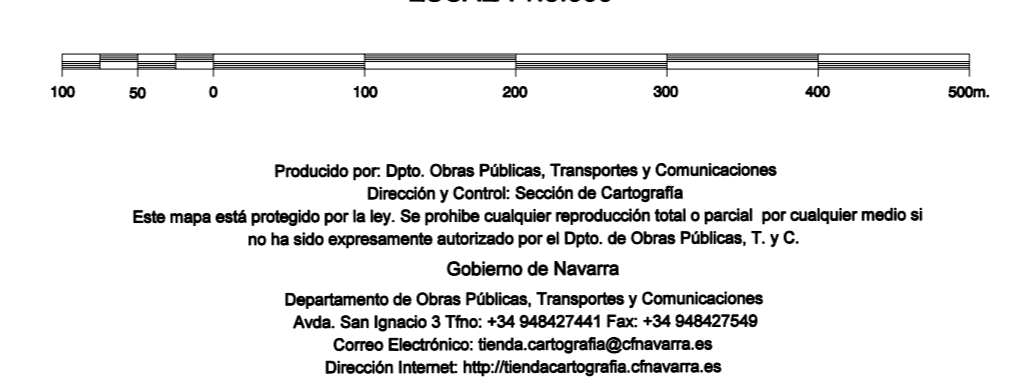 100 50 0 100 200 300 400 500m.
Producido por: Dpto. Obras Públicas, Transportes y Comunicaciones
Dirección y Control: Sección de Cartografía
Este mapa está protegido por la ley. Se prohibe cualquier reproducción total o parcial por cualquier medio si
no ha sido expresamente autorizado por el Dpto. de Obras Públicas, T. y C.
Gobierno de Navarra
Departamento de Obras Públicas, Transportes y Comunicaciones
Avda. San Ignacio 3 Tfno: +34 948427441 Fax: +34 948427549
Correo Electrónico: tienda.cartografia@cfnavarra.es
Dirección Internet: http://tiendacartografia.cfnavarra.es